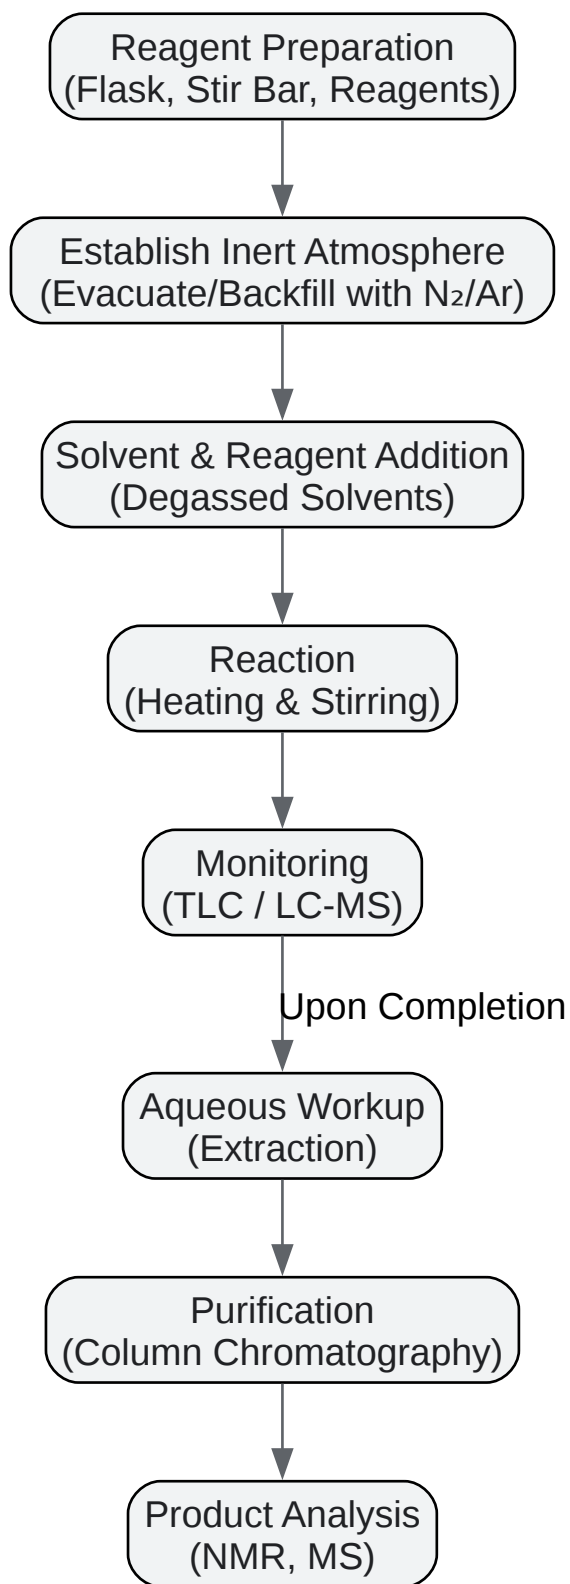 Reagent Preparation
(Flask, Stir Bar, Reagents)
Establish Inert Atmosphere
(Evacuate/Backfill with N₂/Ar)
Solvent & Reagent Addition
(Degassed Solvents)
Reaction
(Heating & Stirring)
Monitoring
(TLC / LC-MS)
Upon Completion
Aqueous Workup
(Extraction)
Purification
(Column Chromatography)
Product Analysis
(NMR, MS)